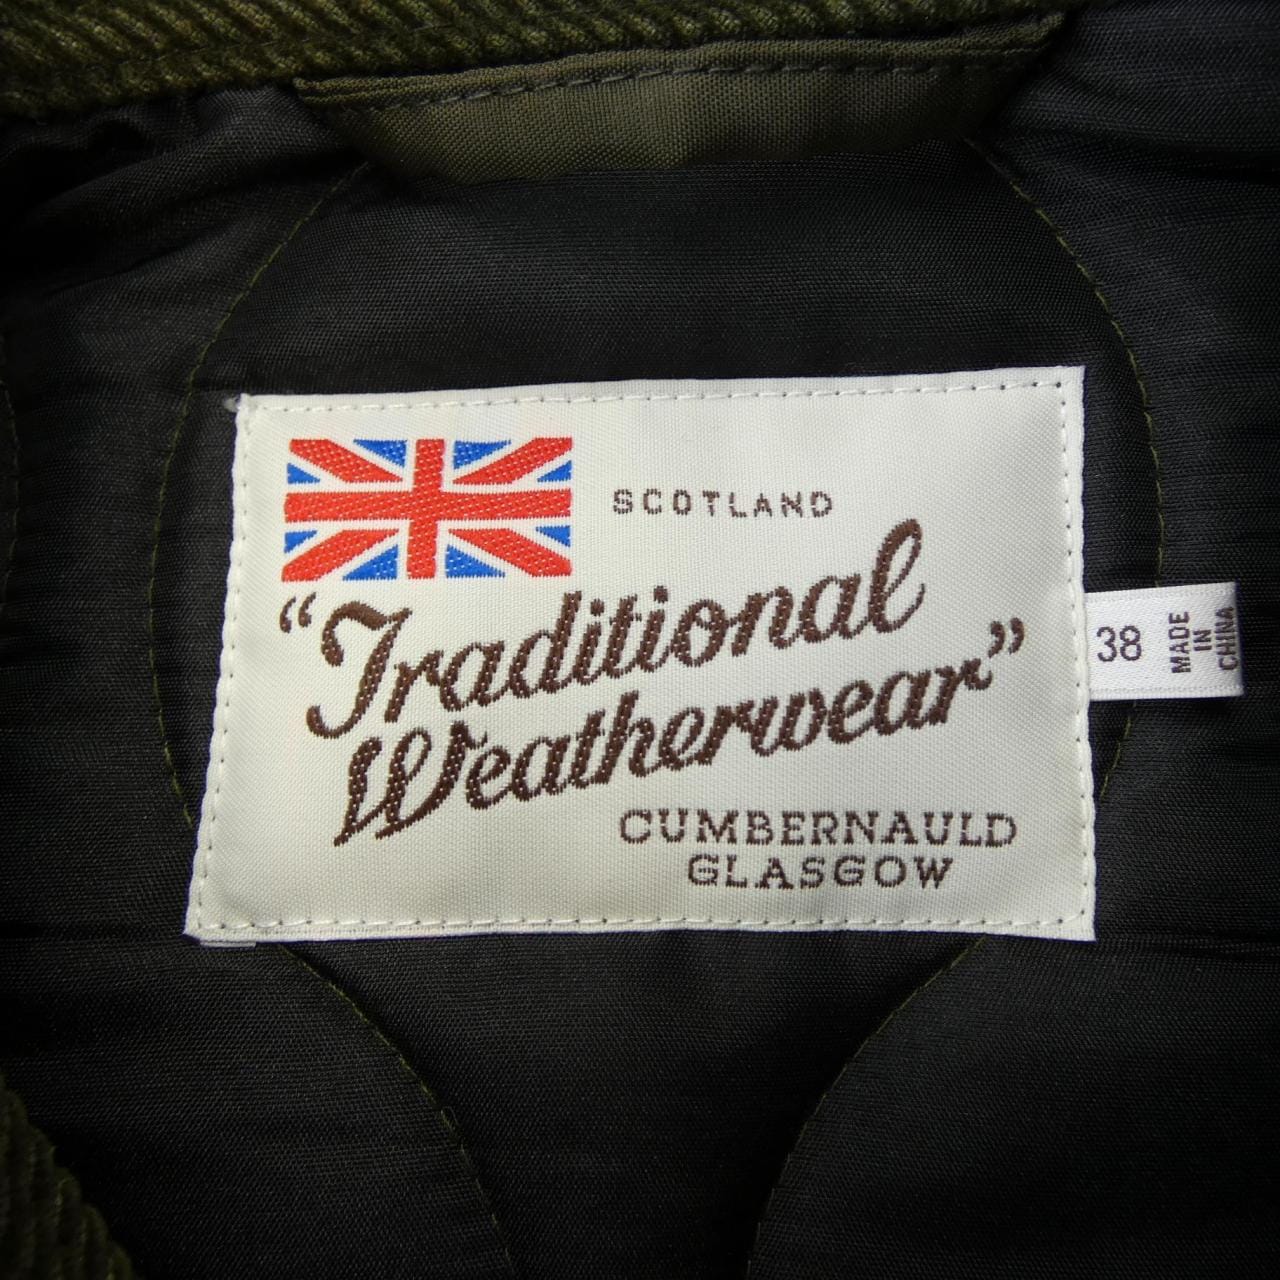 SCOTLAND
“Traditional
Weatherwear”
CUMBERNAULD
GLASGOW
38
MADE
IN
CHINA